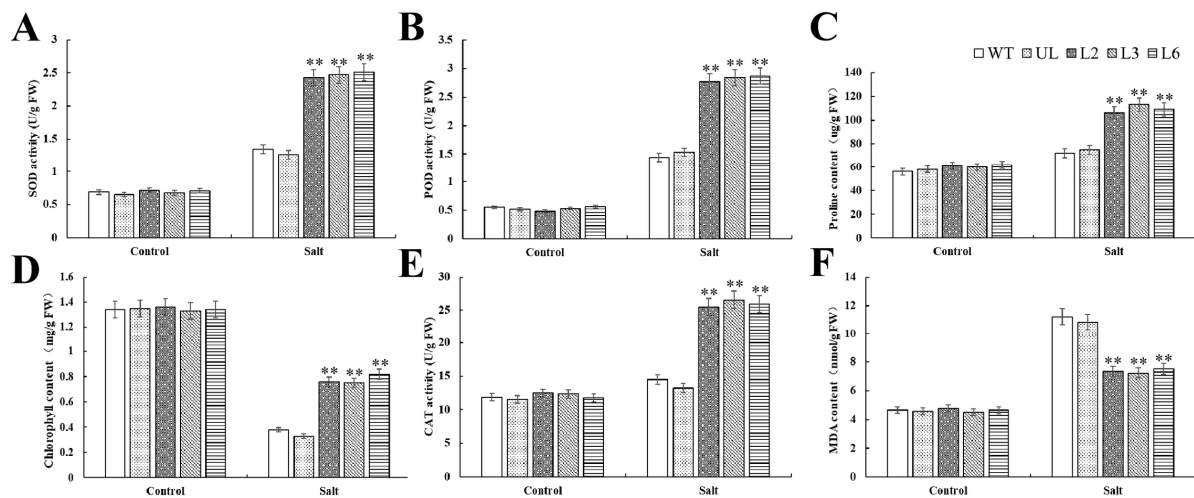 A
SOD activity (U/g FW)
3
2.5
2
1.5
1
0.5
0
** ** **
Control Salt
B
POD activity (U/g FW)
3.5
3
2.5
2
1.5
1
0.5
0
** ** **
Control Salt
C
WT UL L2 L3 L6
Proline content（ug/g FW）
140
120
100
80
60
40
20
0
** ** **
Control Salt
D
Chlorophyll content（mg/g FW）
1.6
1.4
1.2
1
0.8
0.6
0.4
0.2
0
** ** **
Control Salt
E
CAT activity (U/g FW)
30
25
20
15
10
5
0
** ** **
Control Salt
F
MDA content（nmol/gFW）
14
12
10
8
6
4
2
0
** ** **
Control Salt